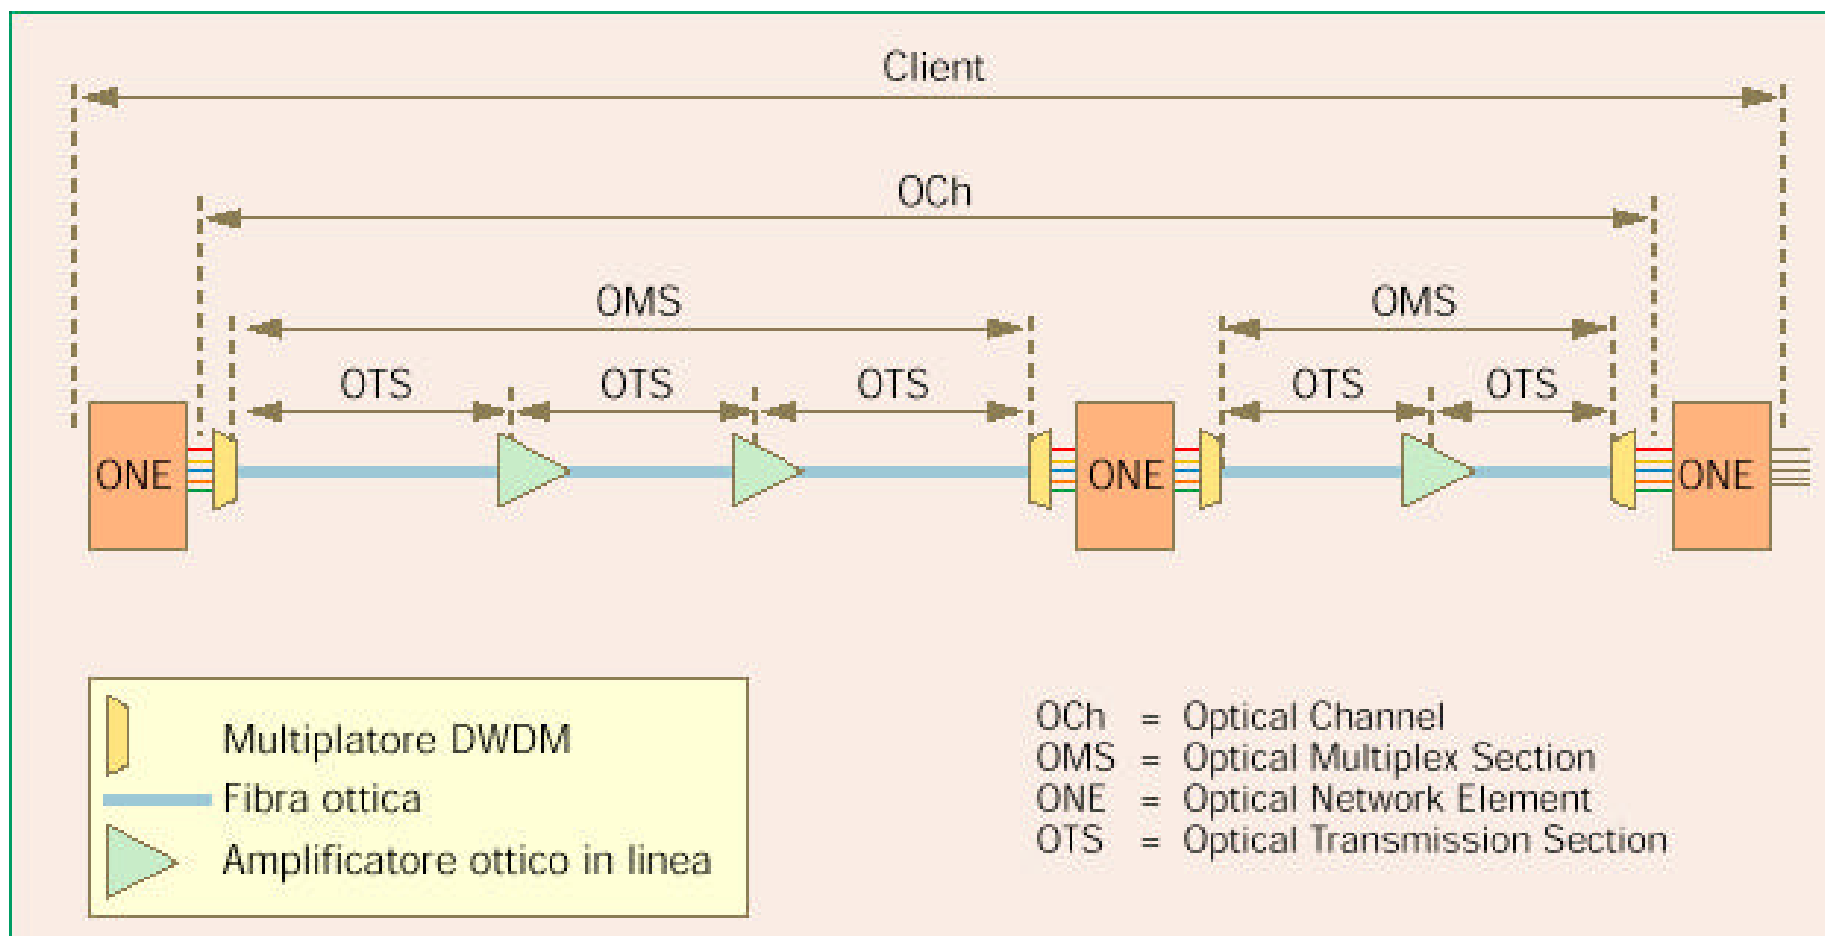 Client
OCh
OMS OMS
OTS OTS OTS OTS OTS
ONE ONE ONE
Multiplatore DWDM
Fibra ottica
Amplificatore ottico in linea
OCh = Optical Channel
OMS = Optical Multiplex Section
ONE = Optical Network Element
OTS = Optical Transmission Section